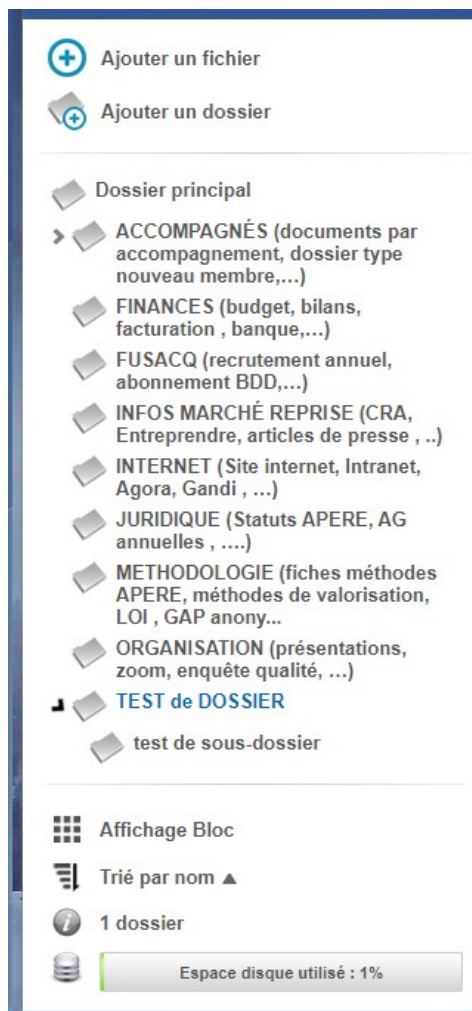 Ajouter un fichier
Ajouter un dossier
Dossier principal
ACCOMPAGNÉS (documents par
accompagnement, dossier type
nouveau membre,...)
FINANCES (budget, bilans,
facturation , banque,...)
FUSACQ (recrutement annuel,
abonnement BDD,...)
INFOS MARCHÉ REPRISE (CRA,
Entreprendre, articles de presse , ..)
INTERNET (Site internet, Intranet,
Agora, Gandi , ...)
JURIDIQUE (Statuts APERE, AG
annuelles , ....)
METHODOLOGIE (fiches méthodes
APERE, méthodes de valorisation,
LOI , GAP anony...
ORGANISATION (présentations,
zoom, enquête qualité, ...)
TEST de DOSSIER
test de sous-dossier
Affichage Bloc
Trié par nom ▲
1 dossier
Espace disque utilisé : 1%